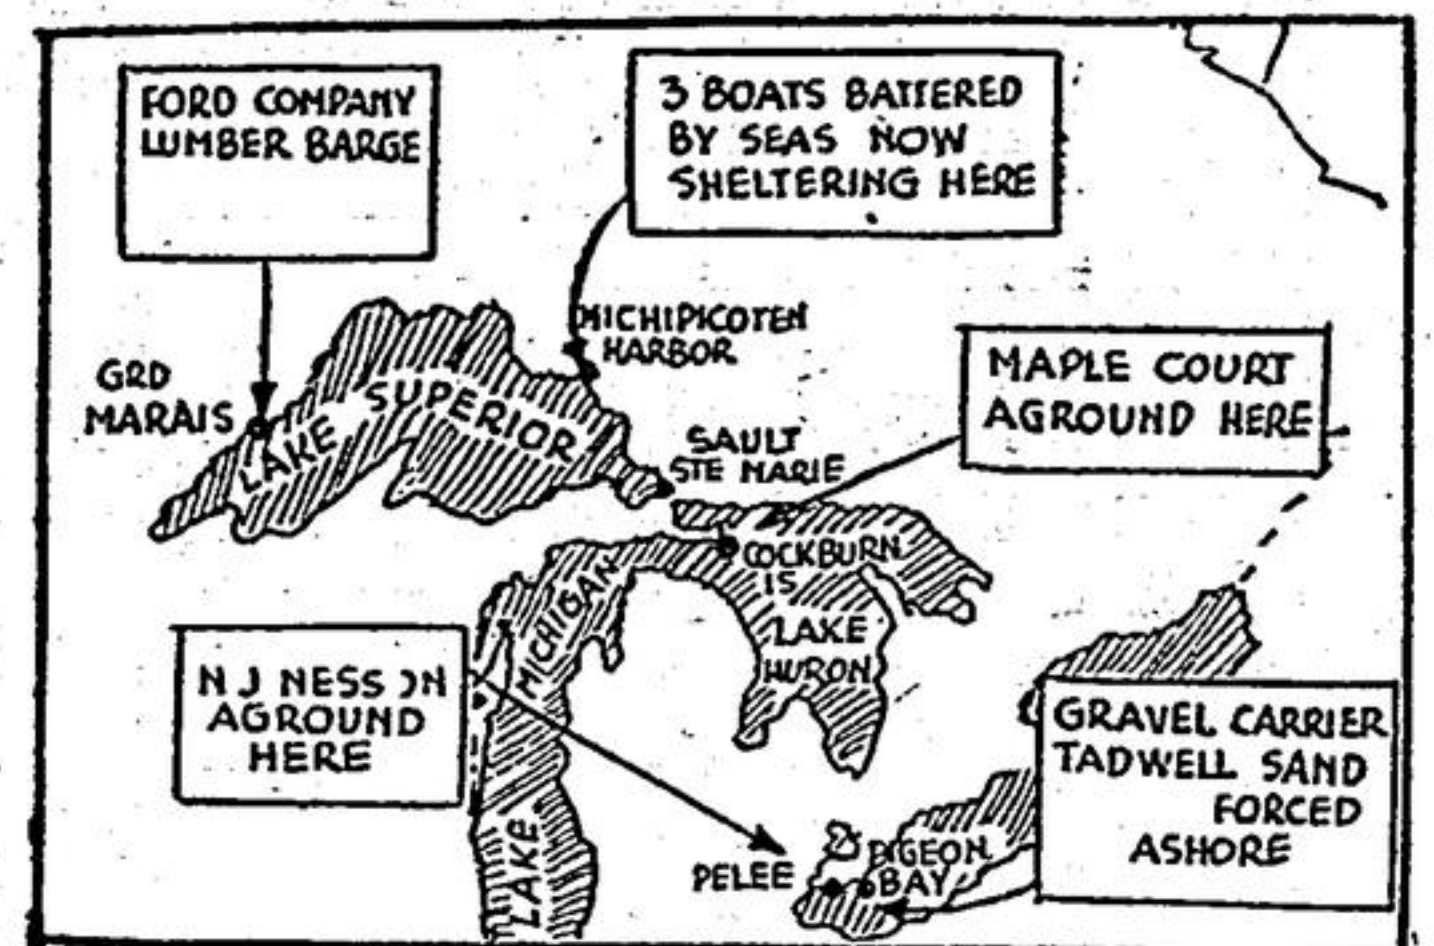 FORD COMPANY
LUMBER BARGE
3 BOATS BATTERED
BY SEAS NOW
SHELTERING HERE
MICHIPICOTEN
HARBOR
GRD
MARAIS
LAKE SUPERIOR
MAPLE COURT
AGROUND HERE
SAULT
STE MARIE
COCKBURN
IS
LAKE
HURON
LAKE MICHIGAN
N J NESS
AGROUND
HERE
GRAVEL CARRIER
TADWELL SAND
FORCED
ASHORE
PELEE
PIGEON
BAY